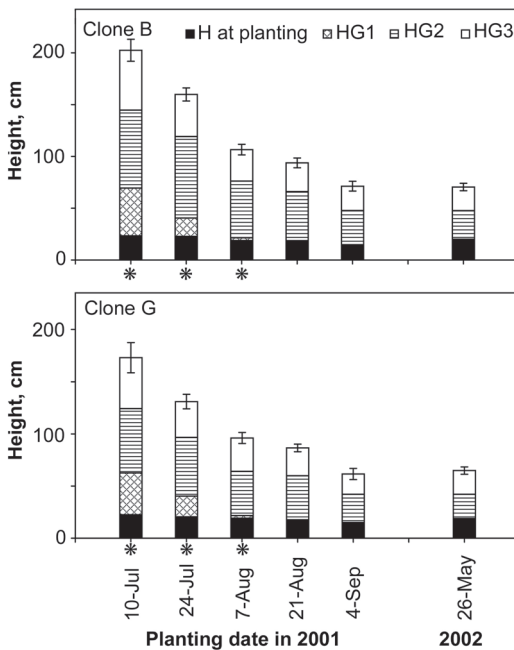 Clone B
H at planting HG1 HG2 HG3
Height, cm
200
100
0
* * *
Clone G
Height, cm
200
100
0
* * *
10-Jul 24-Jul 7-Aug 21-Aug 4-Sep 26-May
Planting date in 2001 2002